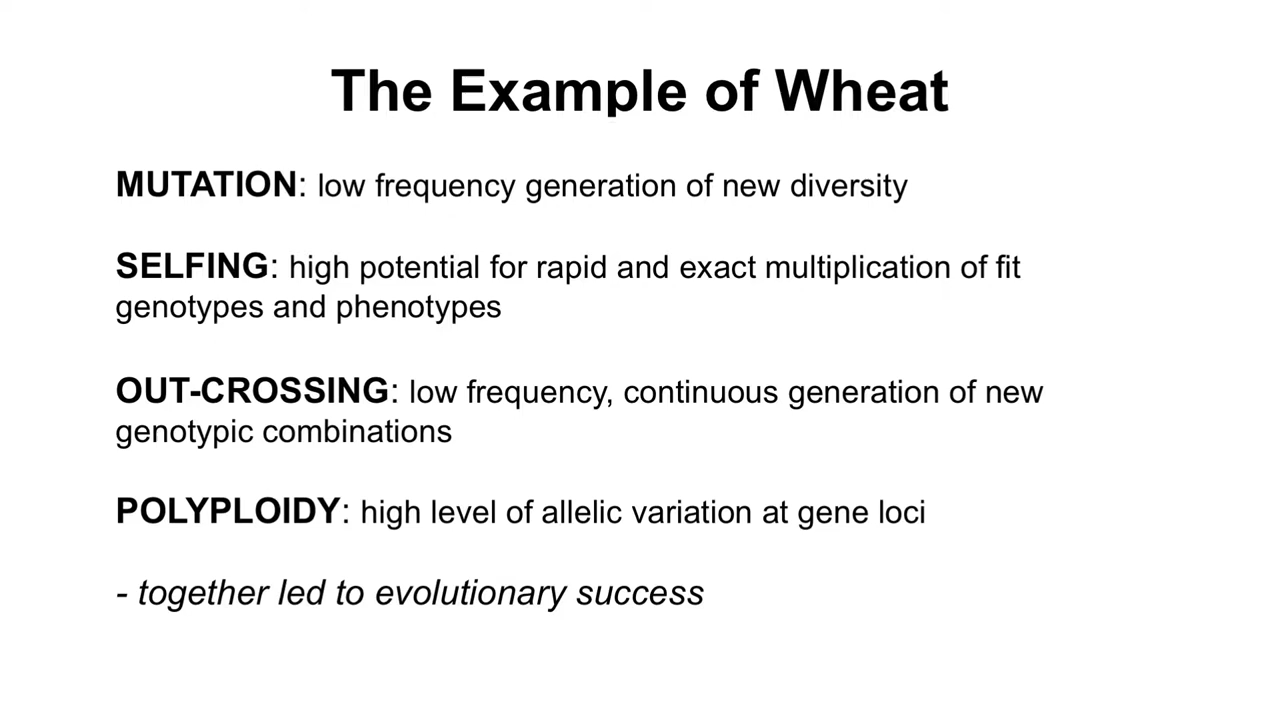 The Example of Wheat
MUTATION: low frequency generation of new diversity
SELFING: high potential for rapid and exact multiplication of fit
genotypes and phenotypes
OUT-CROSSING: low frequency, continuous generation of new
genotypic combinations
POLYPLOIDY: high level of allelic variation at gene loci
- together led to evolutionary success